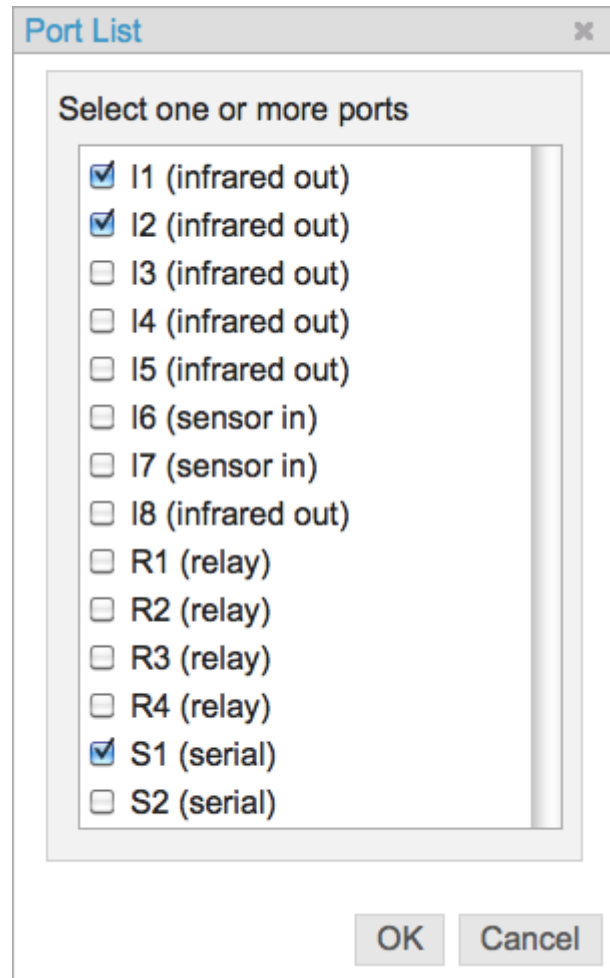 Port List
Select one or more ports
I1 (infrared out)
I2 (infrared out)
I3 (infrared out)
I4 (infrared out)
I5 (infrared out)
I6 (sensor in)
I7 (sensor in)
I8 (infrared out)
R1 (relay)
R2 (relay)
R3 (relay)
R4 (relay)
S1 (serial)
S2 (serial)
OK Cancel